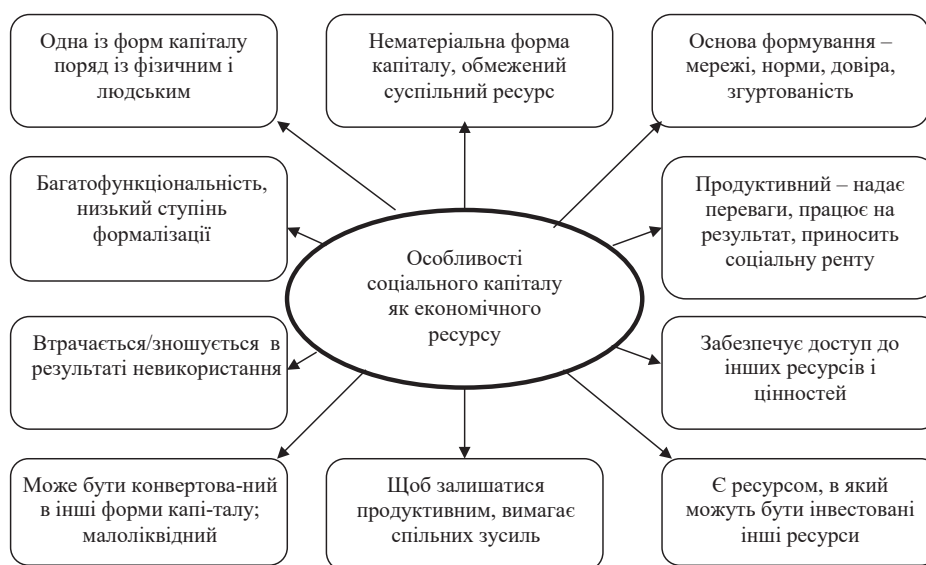 Одна із форм капіталу
поряд із фізичним і
людським
Нематеріальна форма
капіталу, обмежений
суспільний ресурс
Основа формування –
мережі, норми, довіра,
згуртованість
Багатофункціональність,
низький ступінь
формалізації
Продуктивний – надає
переваги, працює на
результат, приносить
соціальну ренту
Особливості
соціального капіталу
як економічного
ресурсу
Втрачається/зношується в
результаті невикористання
Забезпечує доступ до
інших ресурсів і
цінностей
Може бути конвертова-ний
в інші форми капі-талу;
малоліквідний
Щоб залишатися
продуктивним, вимагає
спільних зусиль
Є ресурсом, в який
можуть бути інвестовані
інші ресурси